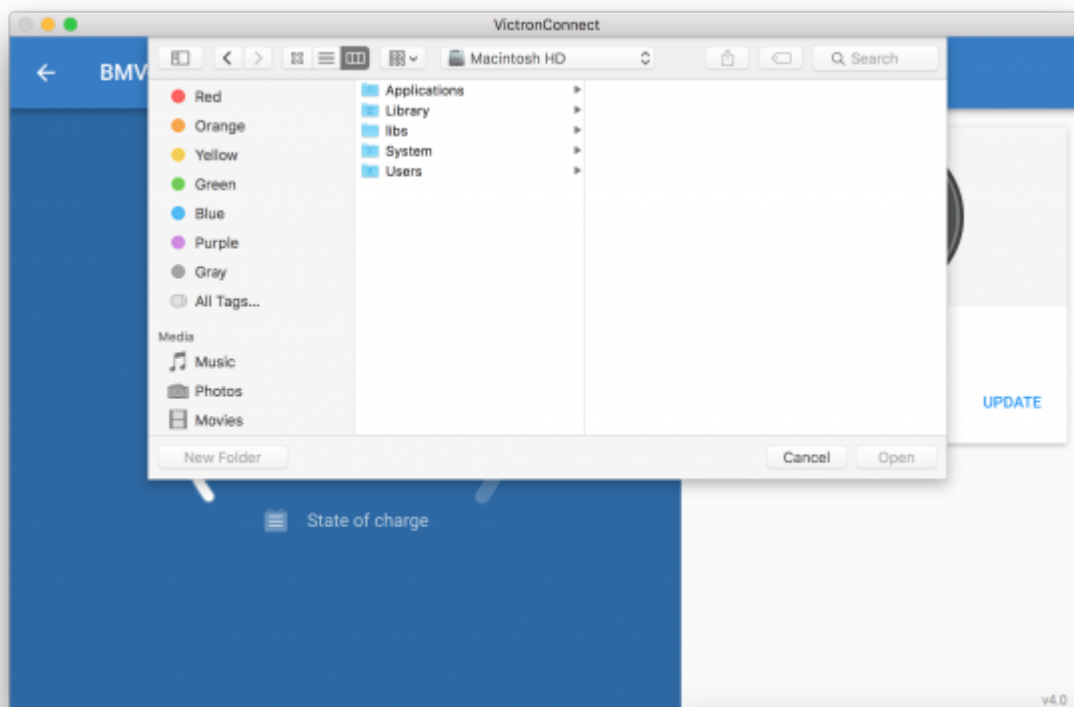 VictronConnect
BMV
Macintosh HD
Search
Red
Orange
Yellow
Green
Blue
Purple
Gray
All Tags...
Media
Music
Photos
Movies
Applications
Library
libs
System
Users
New Folder
Cancel
Open
UPDATE
State of charge
v4.0